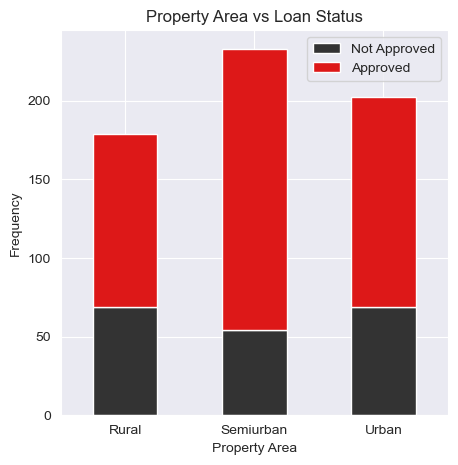 Property Area vs Loan Status
Not Approved
Approved
Frequency
200
150
100
50
0
Rural Semiurban Urban
Property Area